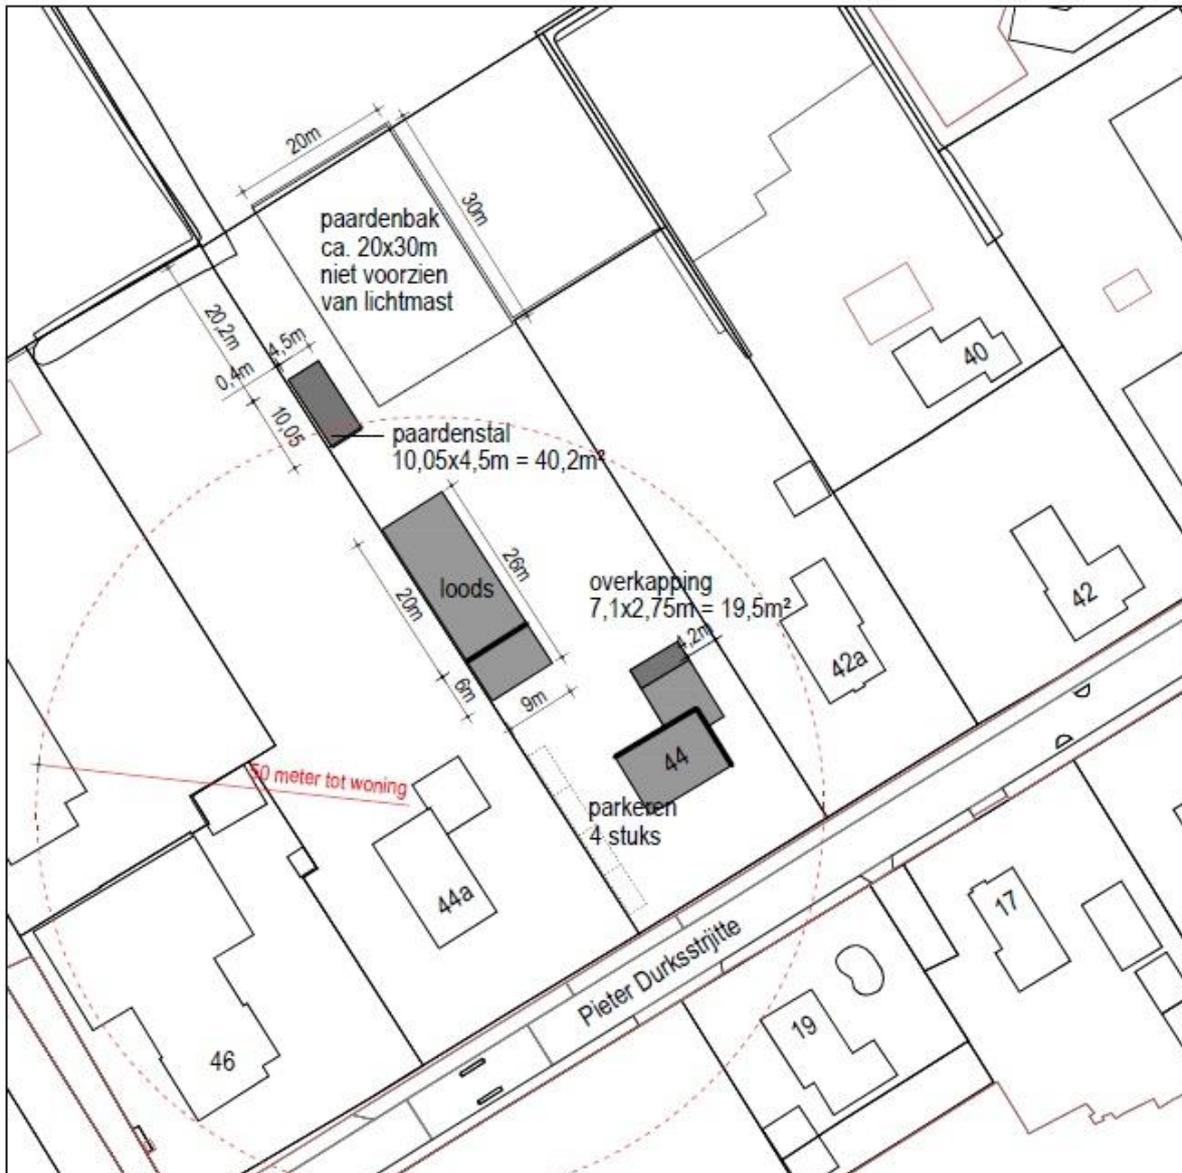 20m
30m
paardenbak
ca. 20x30m
niet voorzien
van lichtmast
20,2m
4,5m
0,4m
10,05
paardenstal
10,05x4,5m = 40,2m²
40
26m
loods
20m
overkapping
7,1x2,75m = 19,5m²
4,2m
42
42a
6m
9m
44
50 meter tot woning
parkeren
4 stuks
44a
17
Pieter Durksstrjitte
19
46